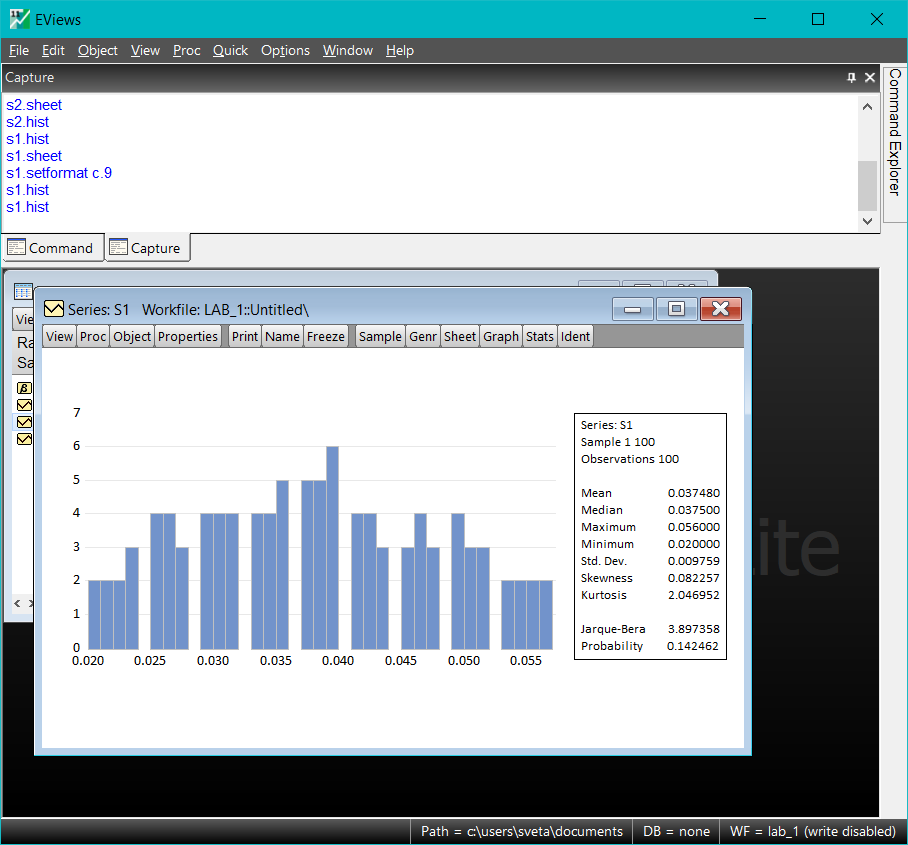 EViews
File Edit Object View Proc Quick Options Window Help
Capture
s2.sheet
s2.hist
s1.hist
s1.sheet
s1.setformat c.9
s1.hist
s1.hist
Command Explorer
Command Capture
Series: S1 Workfile: LAB_1::Untitled\
View Proc Object Properties Print Name Freeze Sample Genr Sheet Graph Stats Ident
7
6
5
4
3
2
1
0
0.020 0.025 0.030 0.035 0.040 0.045 0.050 0.055
Series: S1
Sample 1 100
Observations 100
Mean 0.037480
Median 0.037500
Maximum 0.056000
Minimum 0.020000
Std. Dev. 0.009759
Skewness 0.082257
Kurtosis 2.046952
Jarque-Bera 3.897358
Probability 0.142462
Path = c:\users\sveta\documents DB = none WF = lab_1 (write disabled)